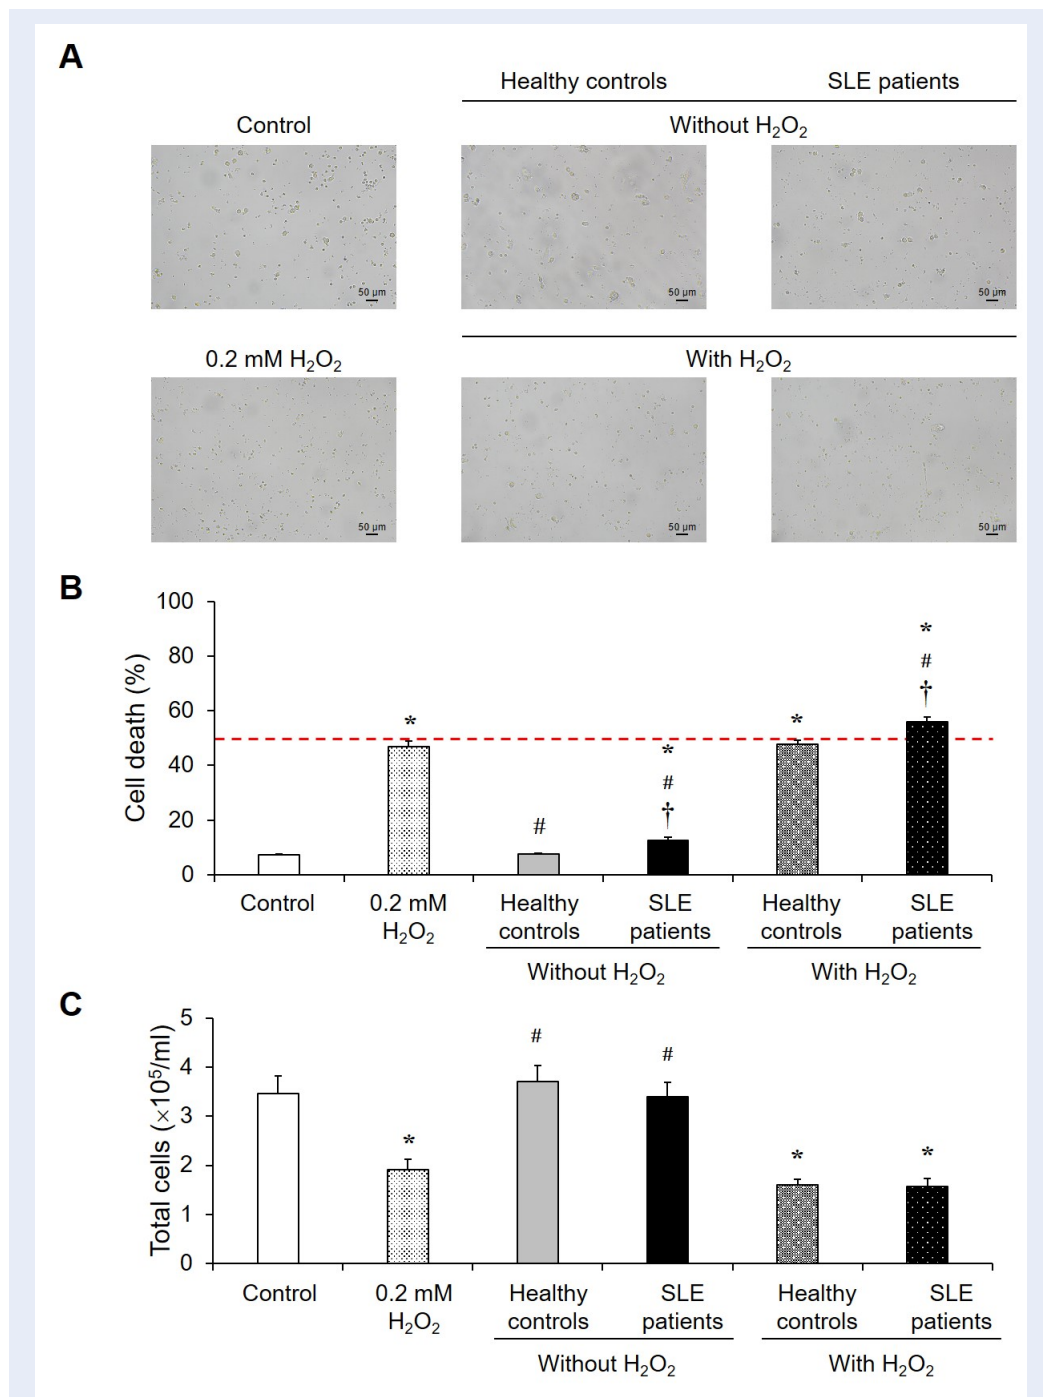 A
Healthy controls SLE patients
Control Without H₂O₂
50 µm 50 µm 50 µm
0.2 mM H₂O₂ With H₂O₂
50 µm 50 µm 50 µm
B
Cell death (%)
100
80
60
40
20
0
*
#
*
#
†
*
*
#
†
Control 0.2 mM Healthy SLE Healthy SLE
H₂O₂ controls patients controls patients
Without H₂O₂ With H₂O₂
C
Total cells (×10⁵/ml)
5
4
3
2
1
0
*
#
#
*
*
Control 0.2 mM Healthy SLE Healthy SLE
H₂O₂ controls patients controls patients
Without H₂O₂ With H₂O₂